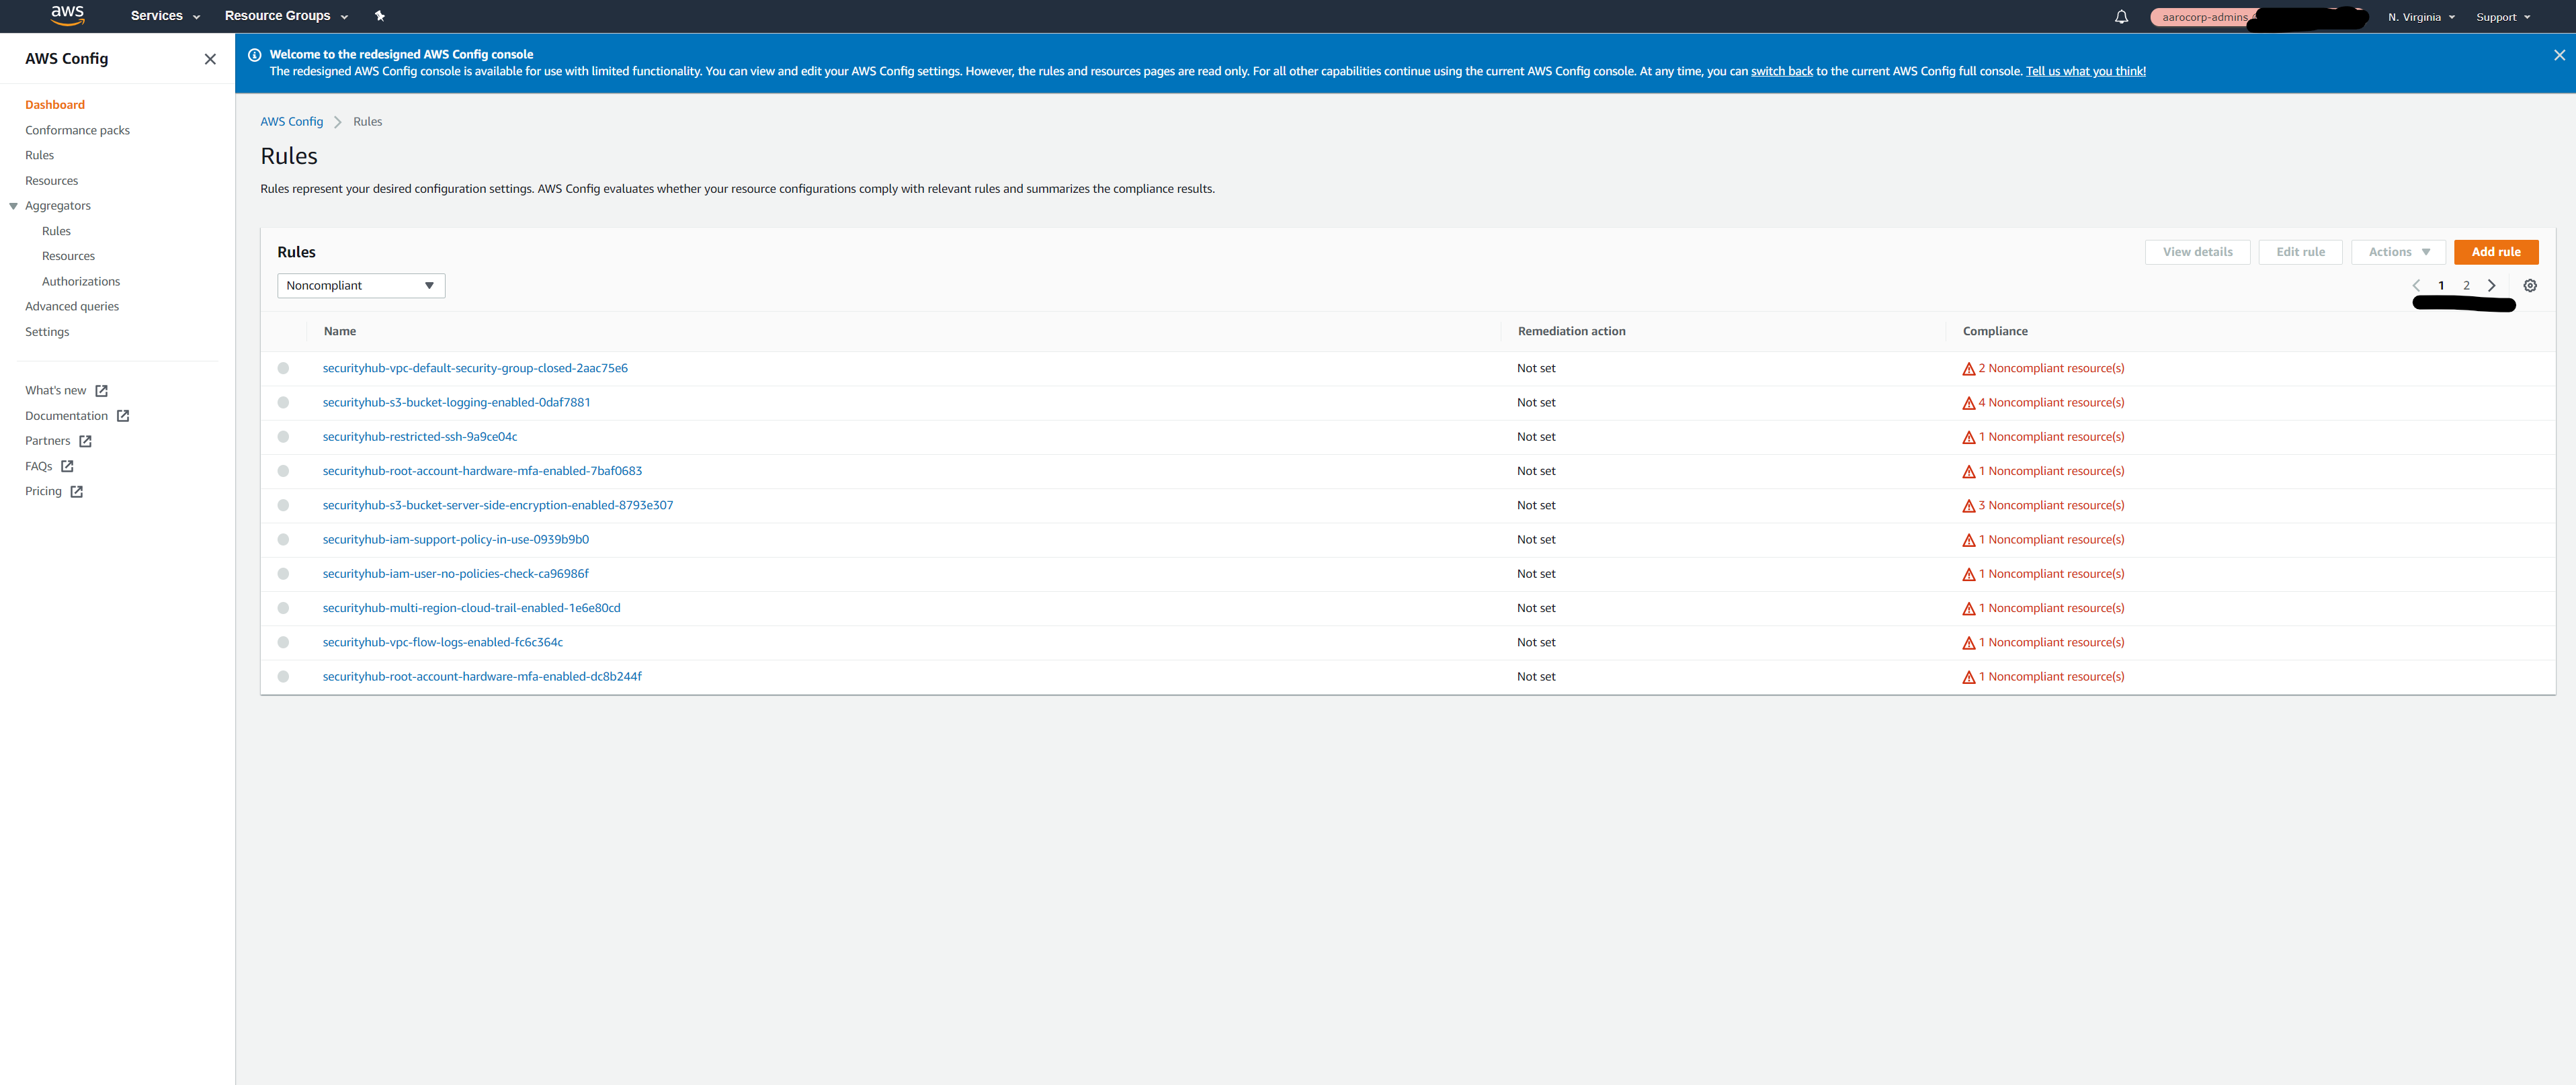 aws Services Resource Groups aarocorp-admins N. Virginia Support
AWS Config
Dashboard
Conformance packs
Rules
Resources
Aggregators
Rules
Resources
Authorizations
Advanced queries
Settings
What's new
Documentation
Partners
FAQs
Pricing
Welcome to the redesigned AWS Config console
The redesigned AWS Config console is available for use with limited functionality. You can view and edit your AWS Config settings. However, the rules and resources pages are read only. For all other capabilities continue using the current AWS Config console. At any time, you can switch back to the current AWS Config full console. Tell us what you think!
AWS Config Rules
Rules
Rules represent your desired configuration settings. AWS Config evaluates whether your resource configurations comply with relevant rules and summarizes the compliance results.
Rules View details Edit rule Actions Add rule
Noncompliant 1 2
Name Remediation action Compliance
securityhub-vpc-default-security-group-closed-2aac75e6 Not set 2 Noncompliant resource(s)
securityhub-s3-bucket-logging-enabled-0daf7881 Not set 4 Noncompliant resource(s)
securityhub-restricted-ssh-9a9ce04c Not set 1 Noncompliant resource(s)
securityhub-root-account-hardware-mfa-enabled-7baf0683 Not set 1 Noncompliant resource(s)
securityhub-s3-bucket-server-side-encryption-enabled-8793e307 Not set 3 Noncompliant resource(s)
securityhub-iam-support-policy-in-use-0939b9b0 Not set 1 Noncompliant resource(s)
securityhub-iam-user-no-policies-check-ca96986f Not set 1 Noncompliant resource(s)
securityhub-multi-region-cloud-trail-enabled-1e6e80cd Not set 1 Noncompliant resource(s)
securityhub-vpc-flow-logs-enabled-fc6c364c Not set 1 Noncompliant resource(s)
securityhub-root-account-hardware-mfa-enabled-dc8b244f Not set 1 Noncompliant resource(s)